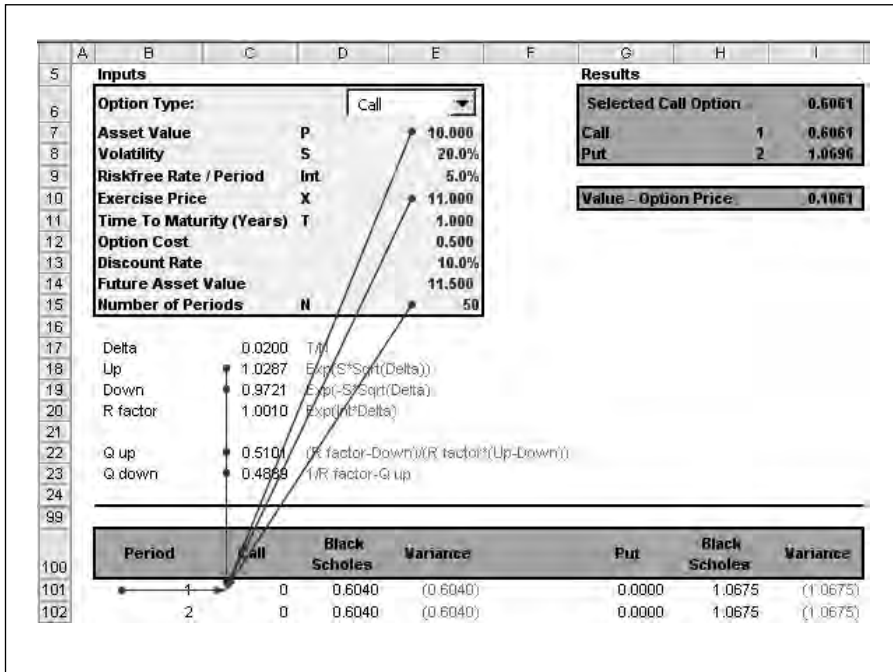 A B C D E F G H I
5 Inputs Results
6 Option Type: Call Selected Call Option 0.6061
7 Asset Value P 10.000 Call 1 0.6061
8 Volatility S 20.0% Put 2 1.0696
9 Riskfree Rate / Period Int 5.0%
10 Exercise Price X 11.000 Value - Option Price 0.1061
11 Time To Maturity (Years) T 1.000
12 Option Cost 0.500
13 Discount Rate 10.0%
14 Future Asset Value 11.500
15 Number of Periods N 50
16
17 Delta 0.0200 T/N
18 Up 1.0287 Exp(S*Sqrt(Delta))
19 Down 0.9721 Exp(-S*Sqrt(Delta)
20 R factor 1.0010 Exp(Int*Delta)
21
22 Q up 0.5101 (R factor-Down)/(R factor*(Up-Down))
23 Q down 0.4889 1/R factor-Q up
24
99
100 Period Call Black Scholes Variance Put Black Scholes Variance
101 1 0 0.6040 (0.6040) 0.0000 1.0675 (1.0675)
102 2 0 0.6040 (0.6040) 0.0000 1.0675 (1.0675)